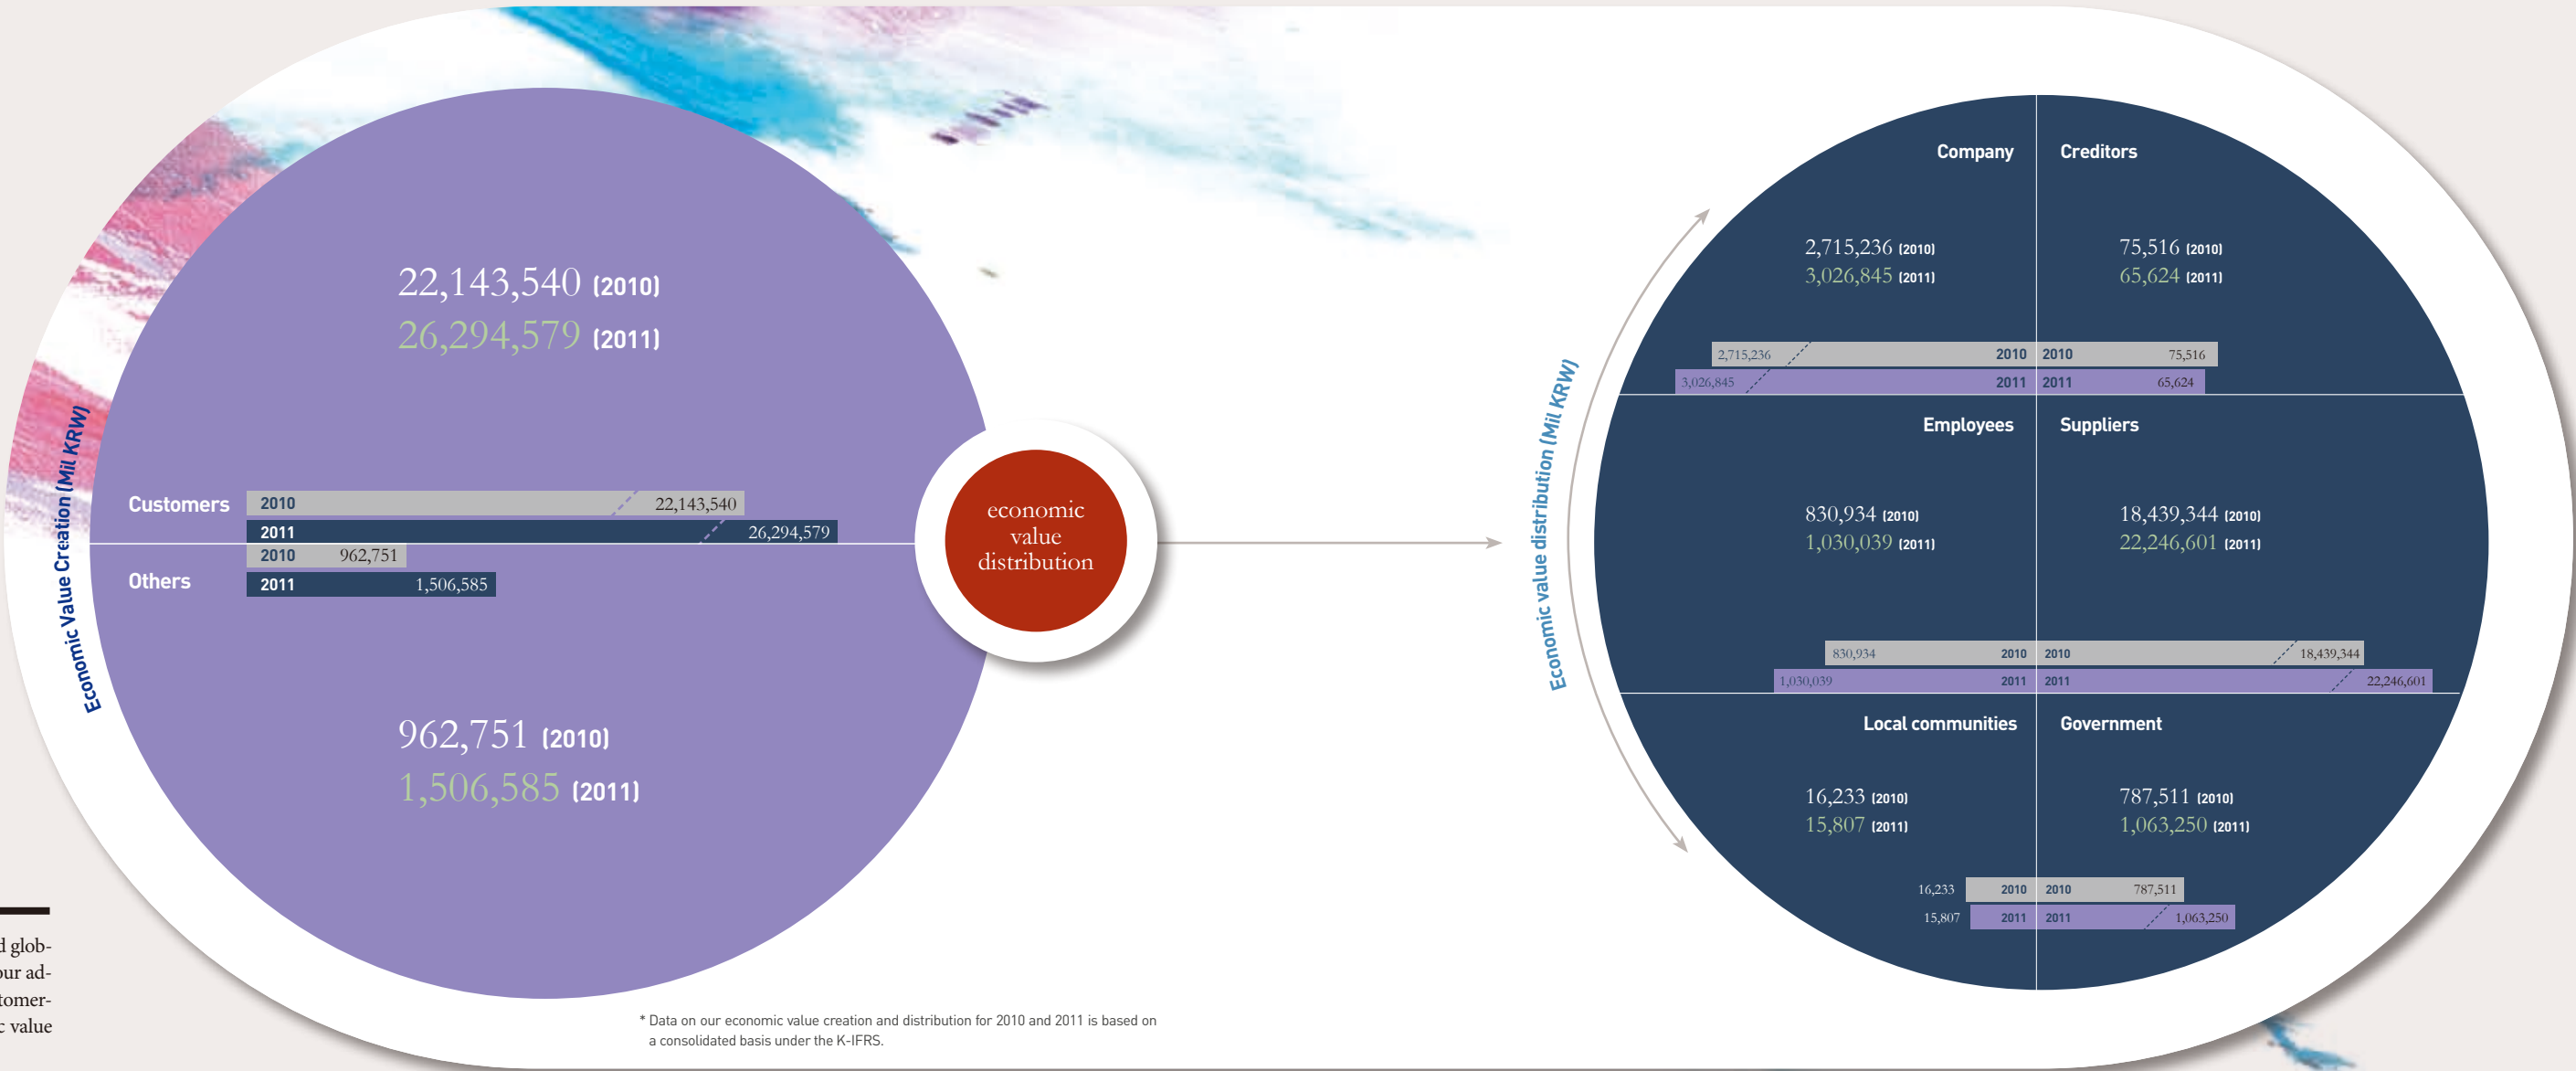 Economic Value Creation (Mil KRW)
22,143,540 (2010)
26,294,579 (2011)
Customers 2010 22,143,540
2011 26,294,579
Others 2010 962,751
2011 1,506,585
962,751 (2010)
1,506,585 (2011)
economic
value
distribution
Economic value distribution (Mil KRW)
Company
2,715,236 (2010)
3,026,845 (2011)
2,715,236 2010
3,026,845 2011
Creditors
75,516 (2010)
65,624 (2011)
2010 75,516
2011 65,624
Employees
830,934 (2010)
1,030,039 (2011)
830,934 2010
1,030,039 2011
Suppliers
18,439,344 (2010)
22,246,601 (2011)
2010 18,439,344
2011 22,246,601
Local communities
16,233 (2010)
15,807 (2011)
16,233 2010
15,807 2011
Government
787,511 (2010)
1,063,250 (2011)
2010 787,511
2011 1,063,250
glob-
our ad-
tomer-
value
* Data on our economic value creation and distribution for 2010 and 2011 is based on
a consolidated basis under the K-IFRS.